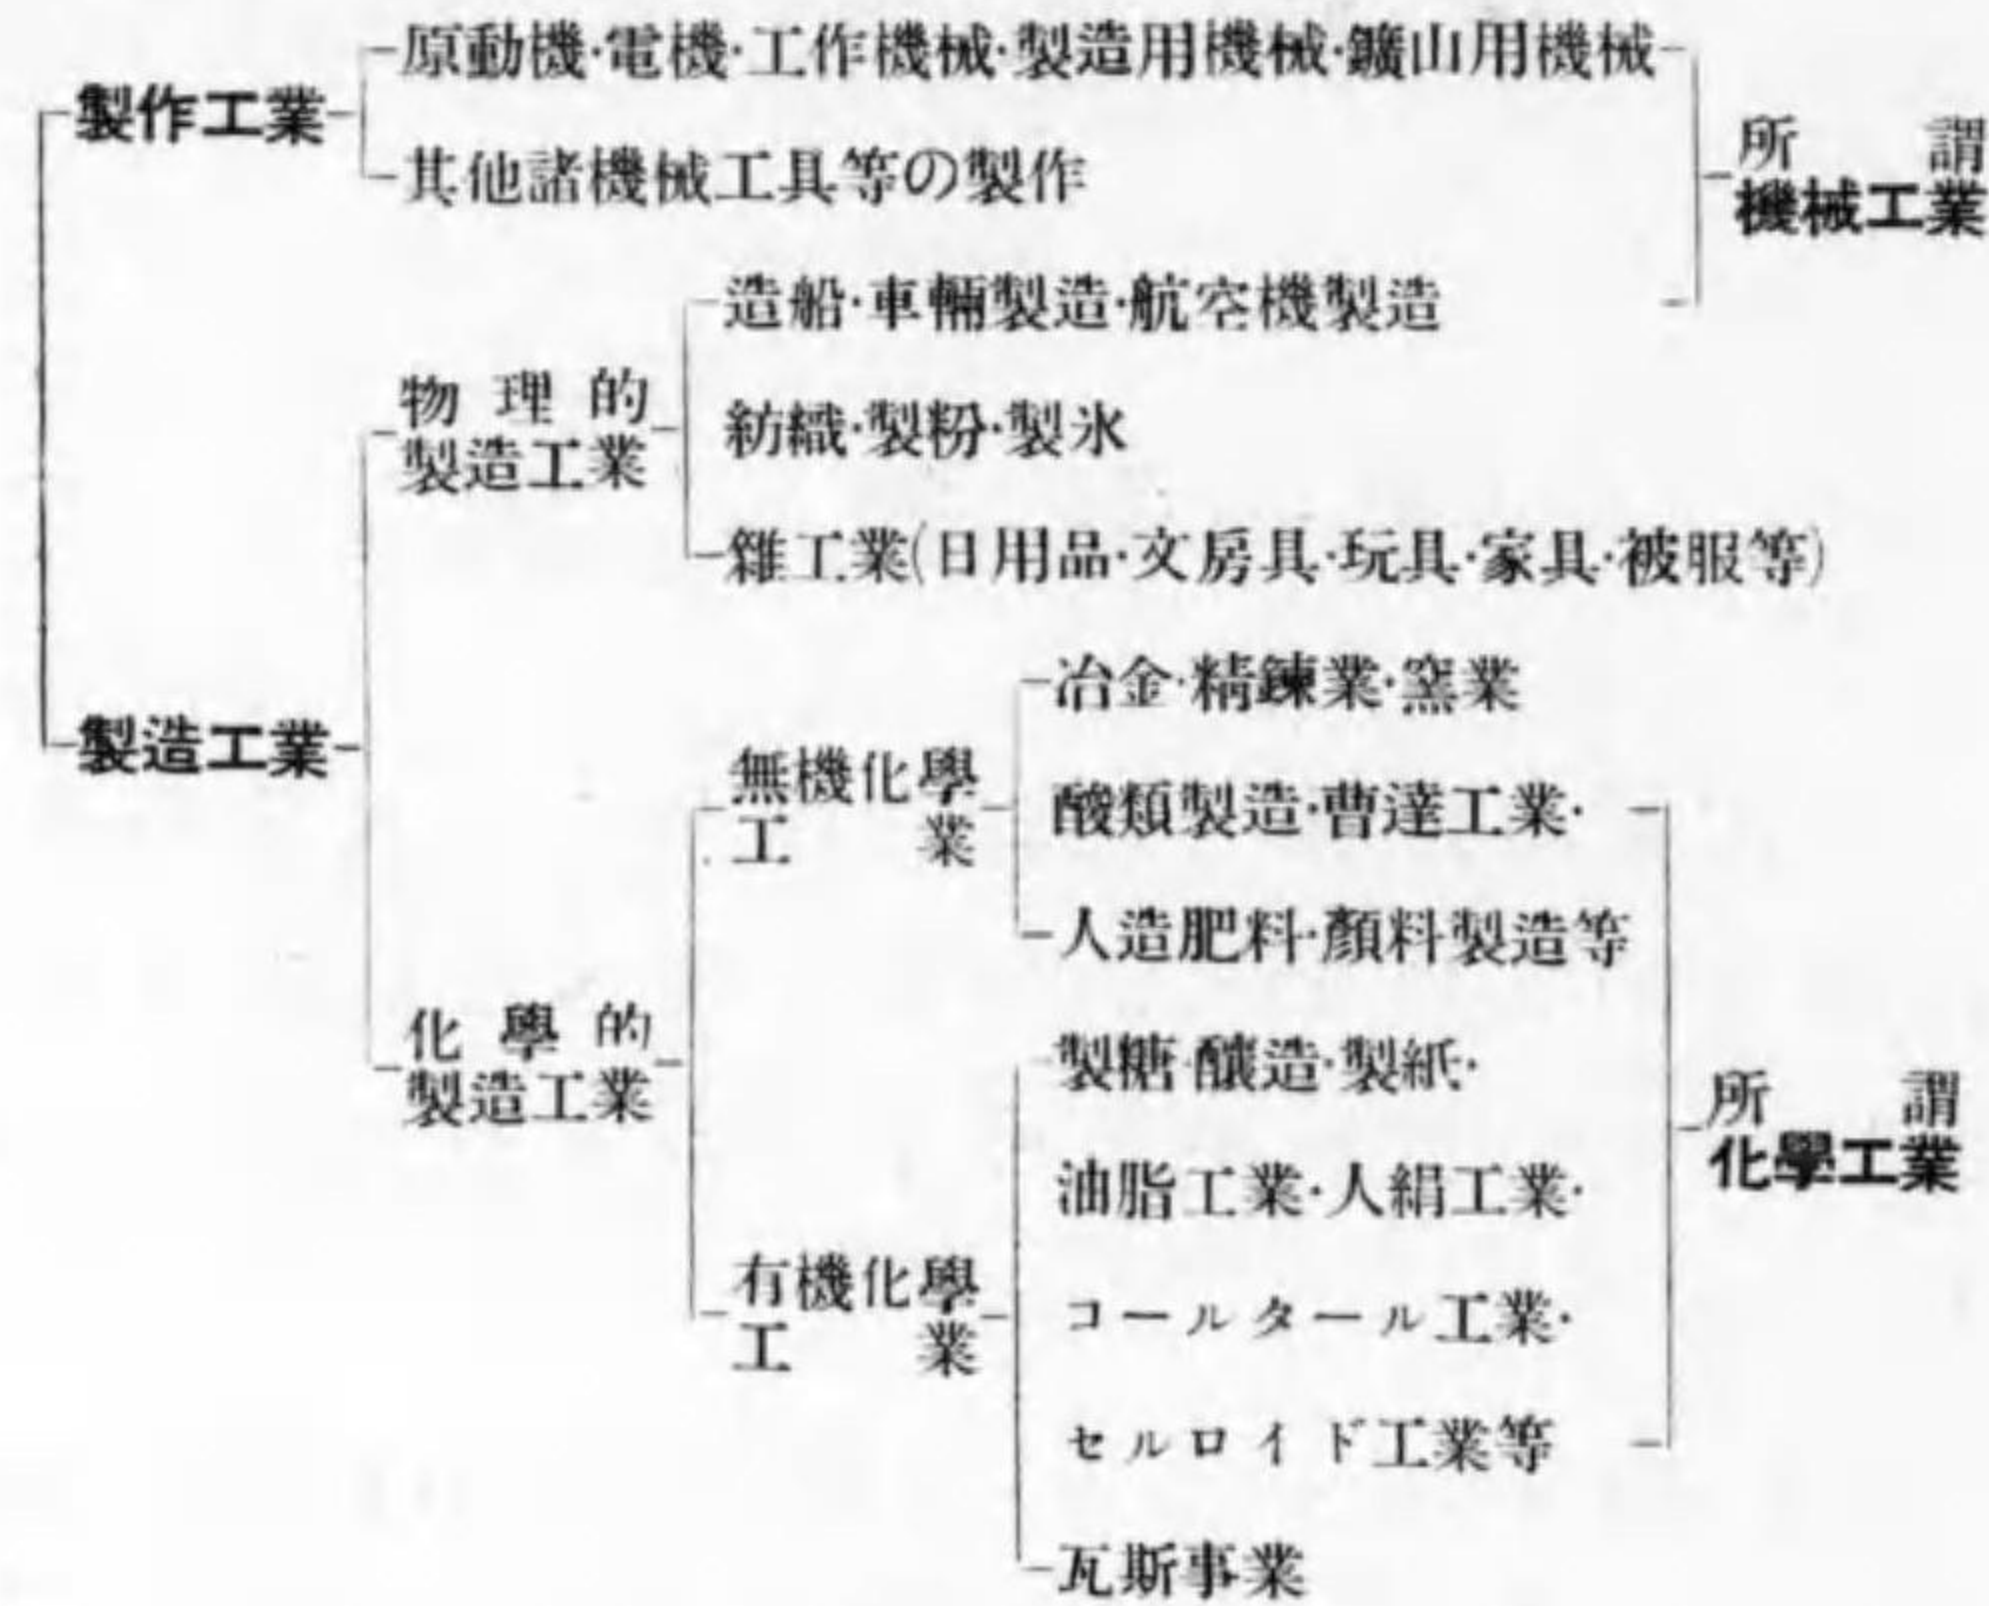 原動機·電機·工作機械·製造用機械·鑛山用機械
製作工業
其他諸機械工具等の製作
所謂
機械工業
造船·車輛製造·航空機製造
物理的
製造工業
紡織·製粉·製氷
雜工業(日用品·文房具·玩具·家具·被服等)
製造工業
冶金·精鍊業·窯業
無機化學
工業
酸類製造·曹達工業·
人造肥料·顏料製造等
化學的
製造工業
製糖·釀造·製紙·
油脂工業·人絹工業·
所謂
化學工業
有機化學
工業
コールタール工業·
セルロイド工業等
瓦斯事業